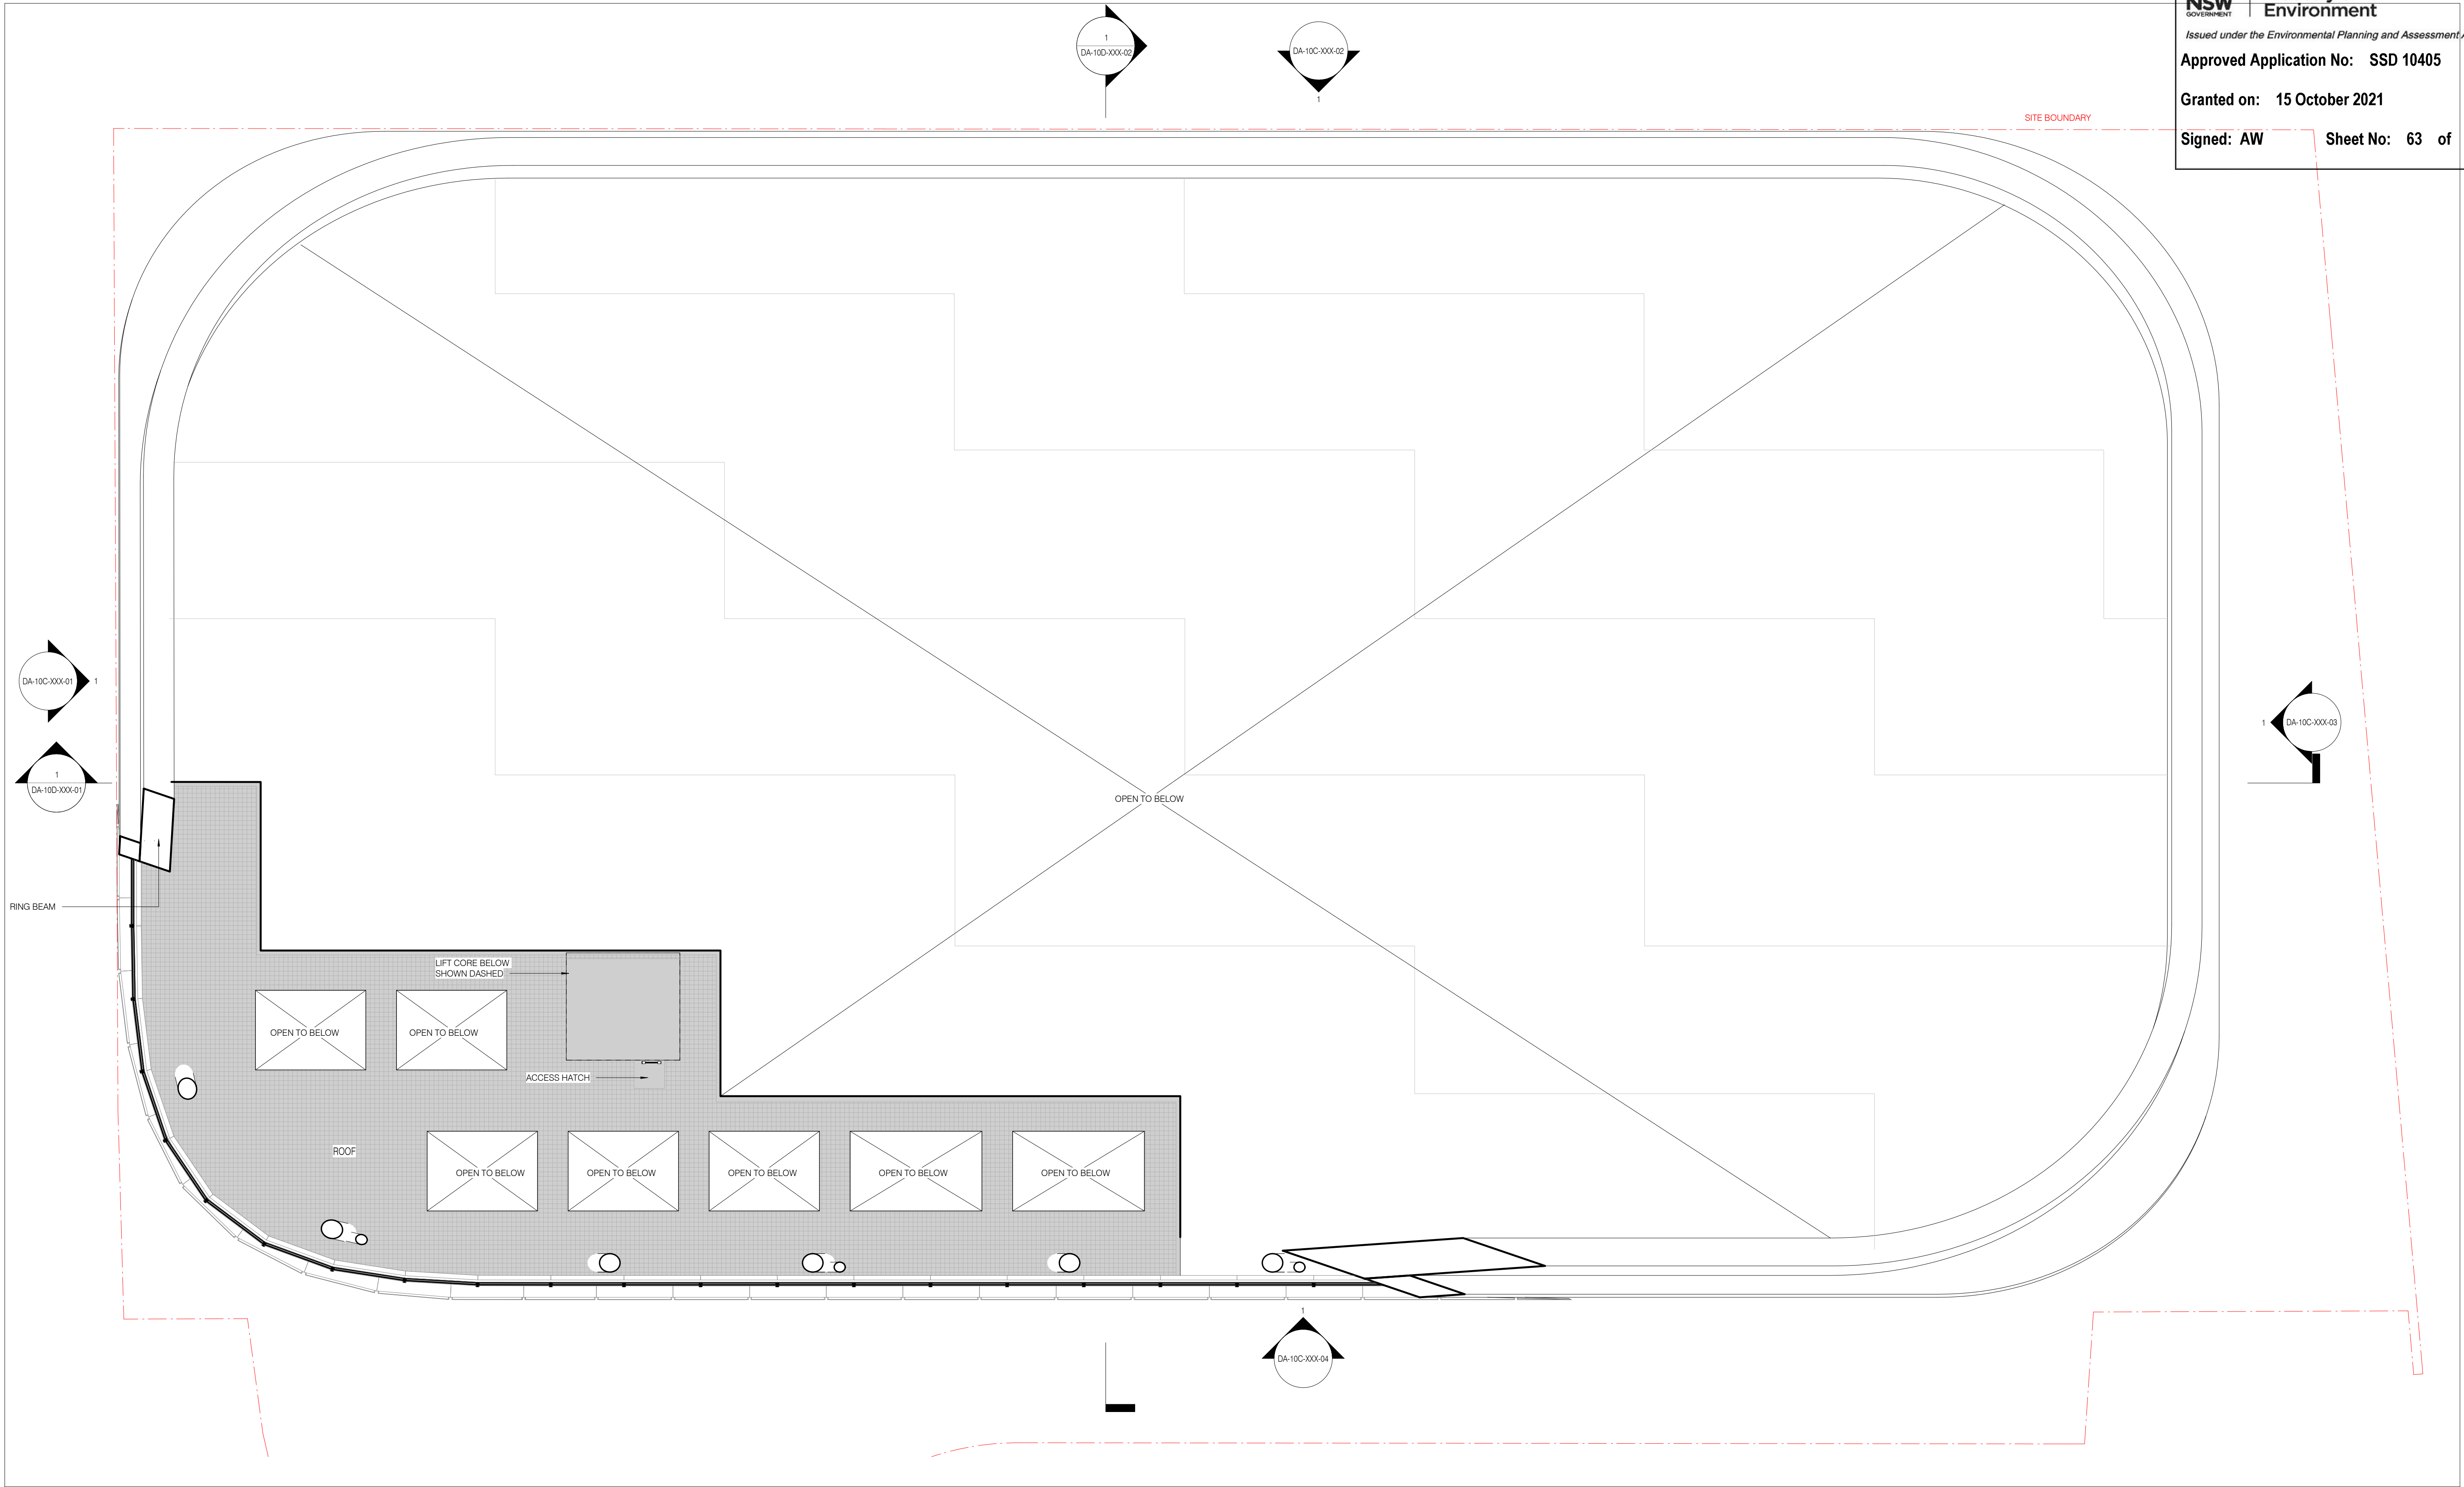 NSW
GOVERNMENT
Environment
Issued under the Environmental Planning and Assessment
Approved Application No: SSD 10405
Granted on: 15 October 2021
Signed: AW Sheet No: 63 of
1
DA-10D-XXX-02
DA-10C-XXX-02
1
SITE BOUNDARY
DA-10C-XXX-01
1
1
DA-10D-XXX-01
1
DA-10C-XXX-03
OPEN TO BELOW
RING BEAM
LIFT CORE BELOW
SHOWN DASHED
OPEN TO BELOW
OPEN TO BELOW
ACCESS HATCH
ROOF
OPEN TO BELOW
OPEN TO BELOW
OPEN TO BELOW
OPEN TO BELOW
OPEN TO BELOW
1
DA-10C-XXX-04